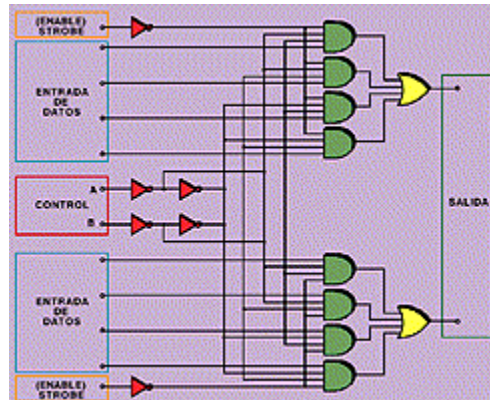 (ENABLE)
STROBE
ENTRADA
DE
DATOS
A
CONTROL
B
SALIDA
ENTRADA
DE
DATOS
(ENABLE)
STROBE